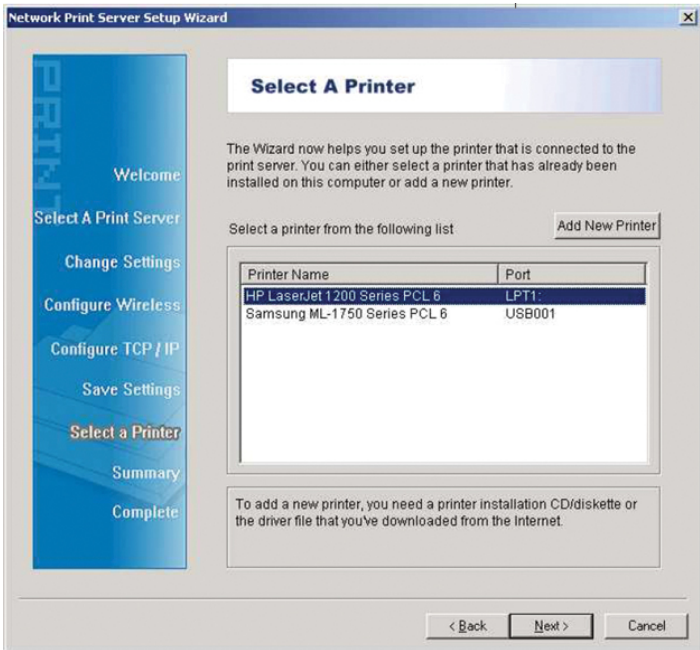 Network Print Server Setup Wizard
PRINT
Welcome
Select A Print Server
Change Settings
Configure Wireless
Configure TCP / IP
Save Settings
Select a Printer
Summary
Complete
Select A Printer
The Wizard now helps you set up the printer that is connected to the
print server. You can either select a printer that has already been
installed on this computer or add a new printer.
Select a printer from the following list
Add New Printer
Printer Name Port
HP LaserJet 1200 Series PCL 6 LPT1:
Samsung ML-1750 Series PCL 6 USB001
To add a new printer, you need a printer installation CD/diskette or
the driver file that you've downloaded from the Internet.
< Back Next > Cancel